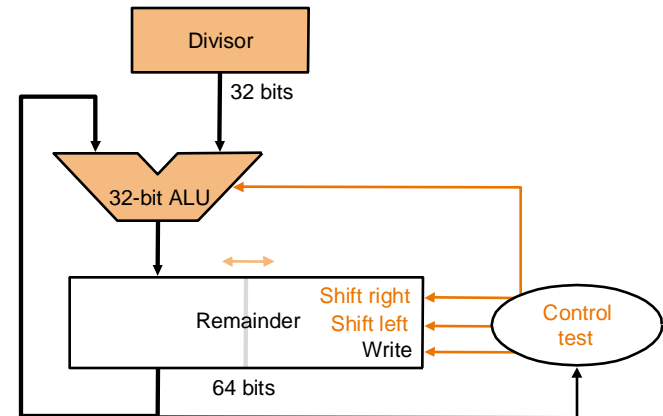 Divisor
32 bits
32-bit ALU
Shift right
Remainder
Shift left
Write
Control
test
64 bits